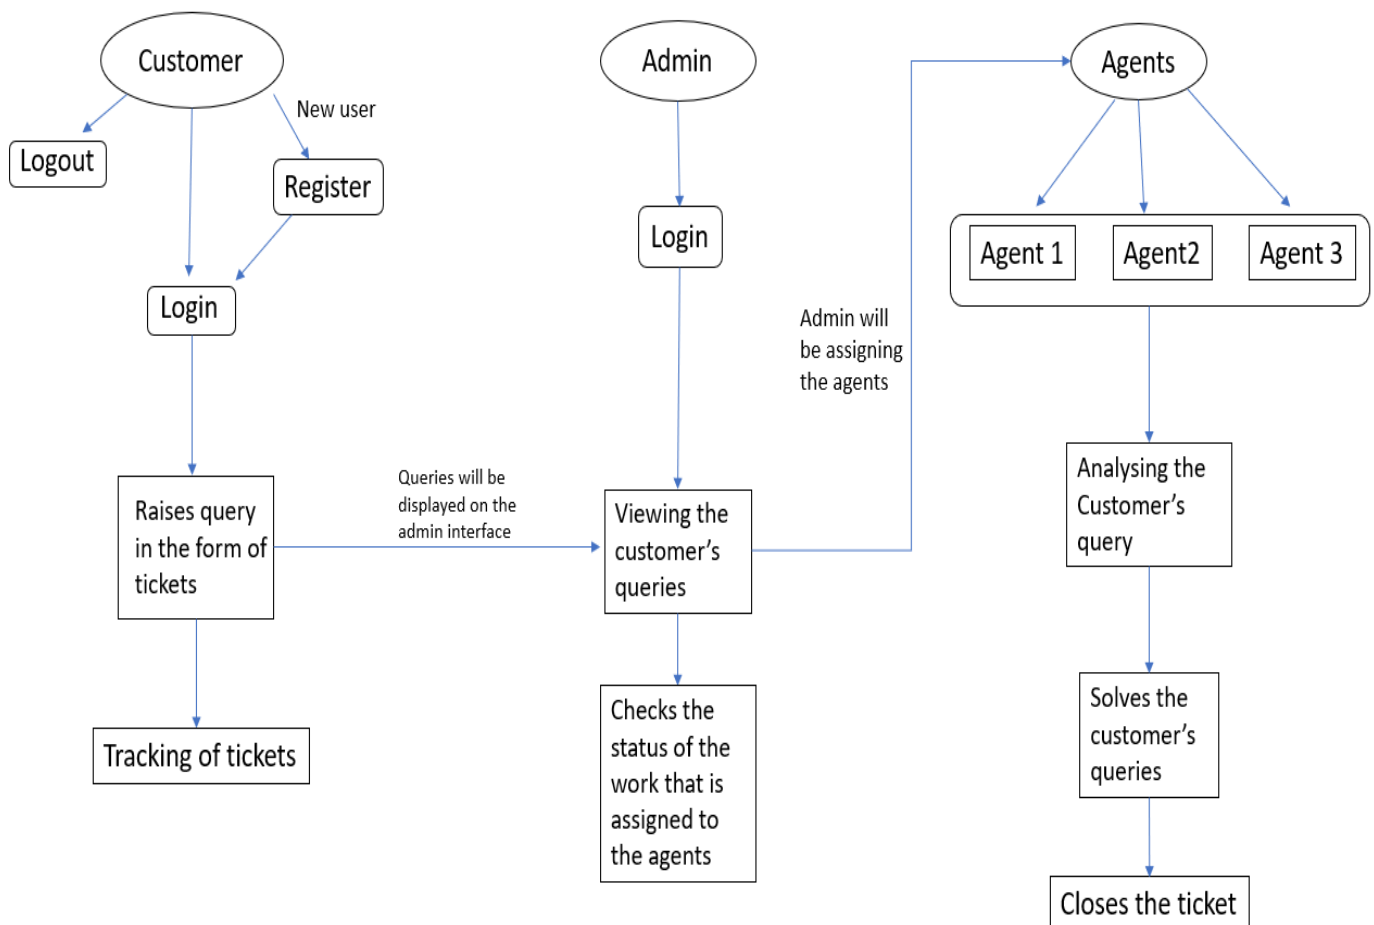 Customer
Admin
Agents
New user
Logout
Register
Login
Login
Agent 1
Agent2
Agent 3
Admin will
be assigning
the agents
Queries will be
displayed on the
admin interface
Raises query
in the form of
tickets
Viewing the
customer's
queries
Analysing the
Customer's
query
Tracking of tickets
Checks the
status of the
work that is
assigned to
the agents
Solves the
customer's
queries
Closes the ticket